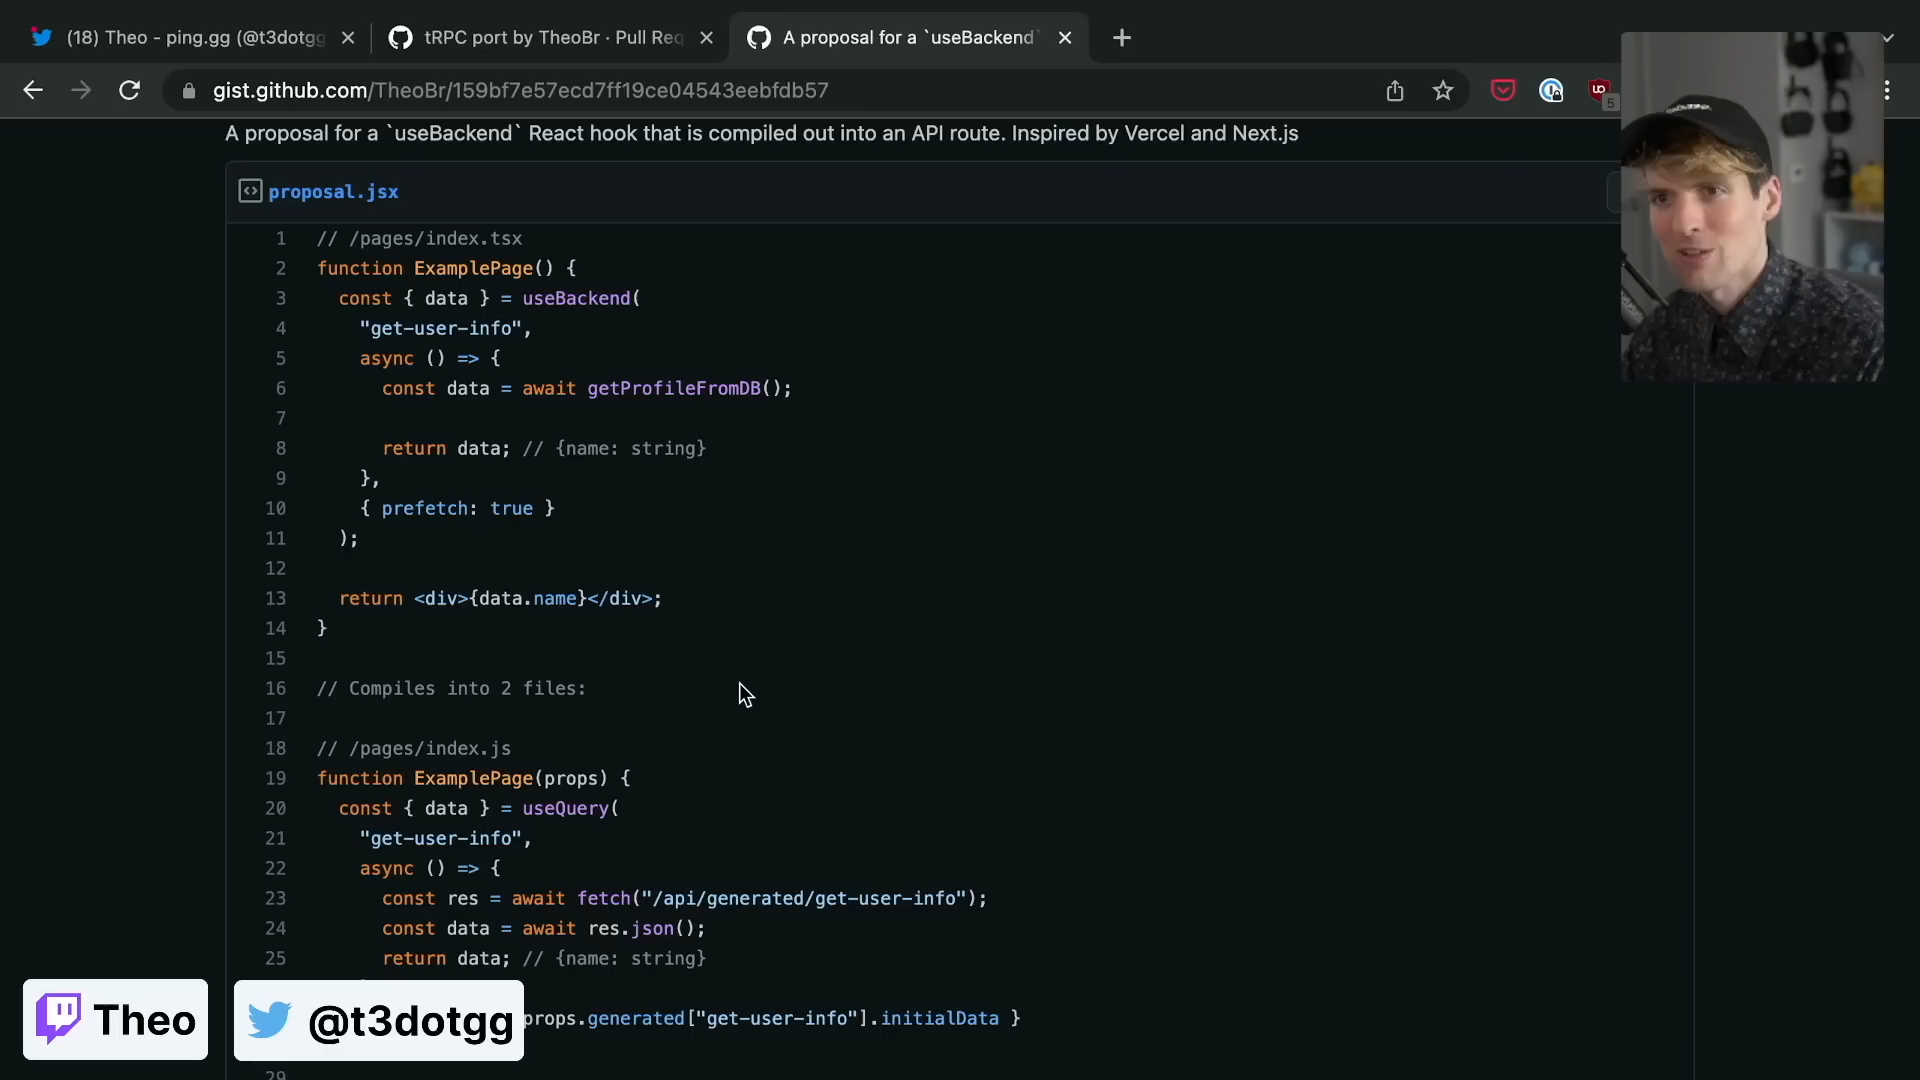 (18) Theo - ping.gg (@t3dotgg
tRPC port by TheoBr · Pull Req
A proposal for a `useBackend`
gist.github.com/TheoBr/159bf7e57ecd7ff19ce04543eebfdb57
5
A proposal for a `useBackend` React hook that is compiled out into an API route. Inspired by Vercel and Next.js
proposal.jsx
1 // /pages/index.tsx
2 function ExamplePage() {
3 const { data } = useBackend(
4 "get-user-info",
5 async () => {
6 const data = await getProfileFromDB();
7
8 return data; // {name: string}
9 },
10 { prefetch: true }
11 );
12
13 return <div>{data.name}</div>;
14 }
15
16 // Compiles into 2 files:
17
18 // /pages/index.js
19 function ExamplePage(props) {
20 const { data } = useQuery(
21 "get-user-info",
22 async () => {
23 const res = await fetch("/api/generated/get-user-info");
24 const data = await res.json();
25 return data; // {name: string}
props.generated["get-user-info"].initialData }
29
Theo
@t3dotgg